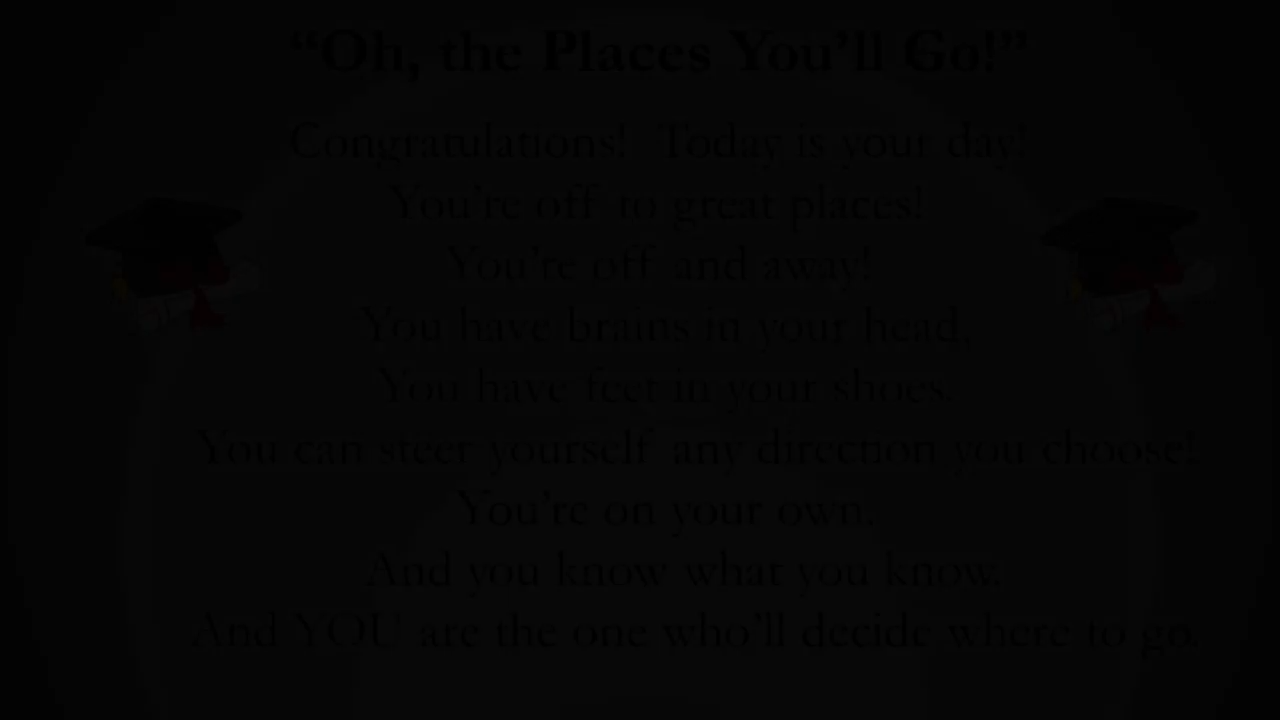 “Oh, the Places You’ll Go!”
Congratulations! Today is your day!
You’re off to great places!
You’re off and away!
You have brains in your head.
You have feet in your shoes.
You can steer yourself any direction you choose!
You’re on your own.
And you know what you know.
And YOU are the one who’ll decide where to go.